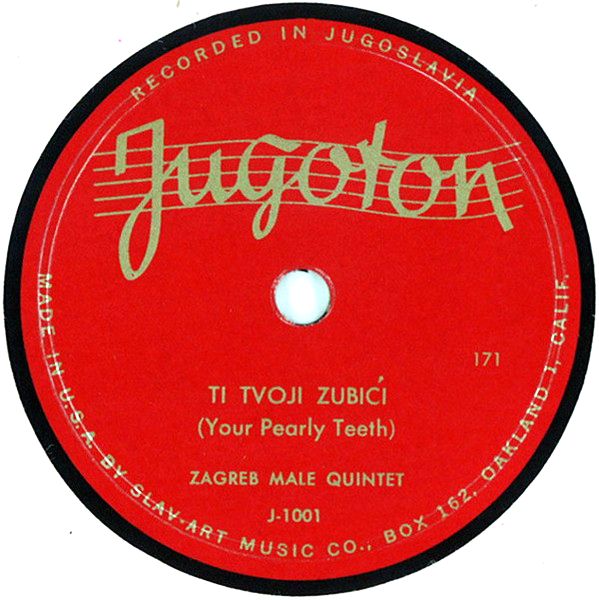 RECORDED IN JUGOSLAVIA
Jugoton
171
TI TVOJI ZUBIĆI
(Your Pearly Teeth)
ZAGREB MALE QUINTET
J-1001
MADE IN U.S.A. BY SLAV-ART MUSIC CO., BOX 162, OAKLAND 1, CALIF.